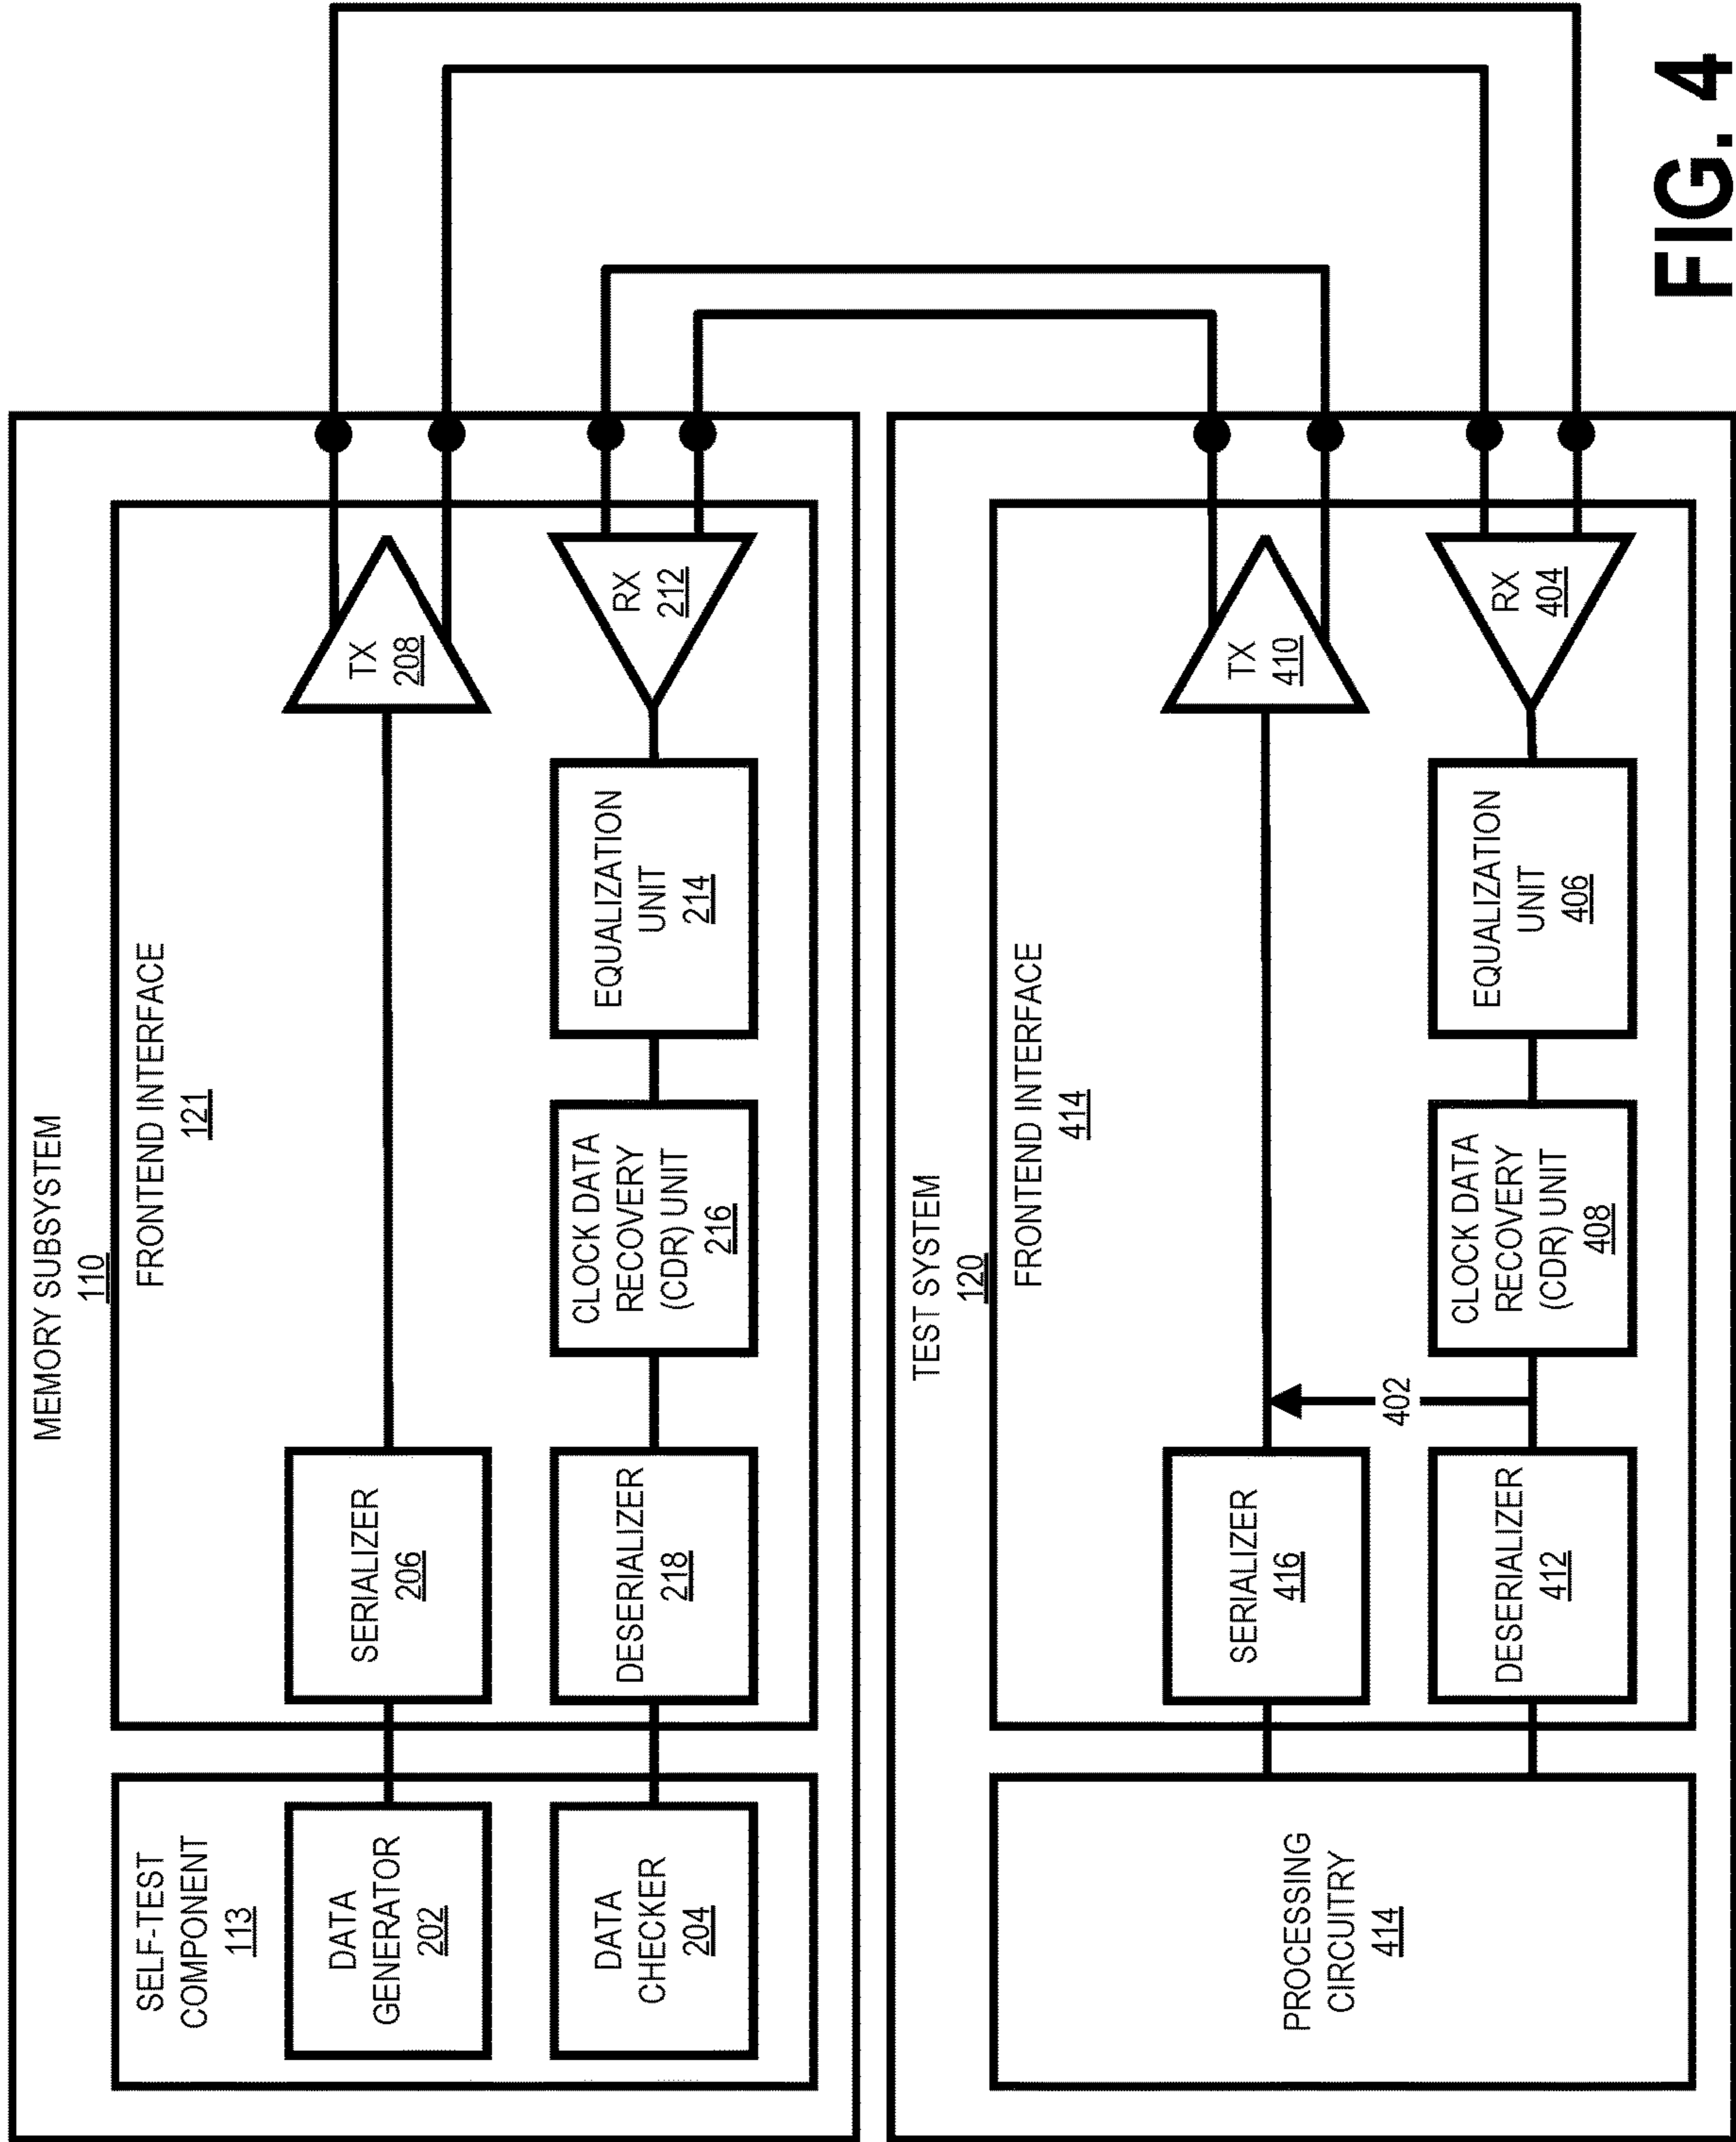 MEMORY SUBSYSTEM
110
SELF-TEST
COMPONENT
113
DATA
GENERATOR
202
DATA
CHECKER
204
FRONTEND INTERFACE
121
SERIALIZER
206
TX
208
DESERIALIZER
218
CLOCK DATA
RECOVERY
(CDR) UNIT
216
EQUALIZATION
UNIT
214
RX
212
TEST SYSTEM
120
PROCESSING
CIRCUITRY
414
FRONTEND INTERFACE
414
SERIALIZER
416
TX
410
402
DESERIALIZER
412
CLOCK DATA
RECOVERY
(CDR) UNIT
408
EQUALIZATION
UNIT
406
RX
404
FIG. 4